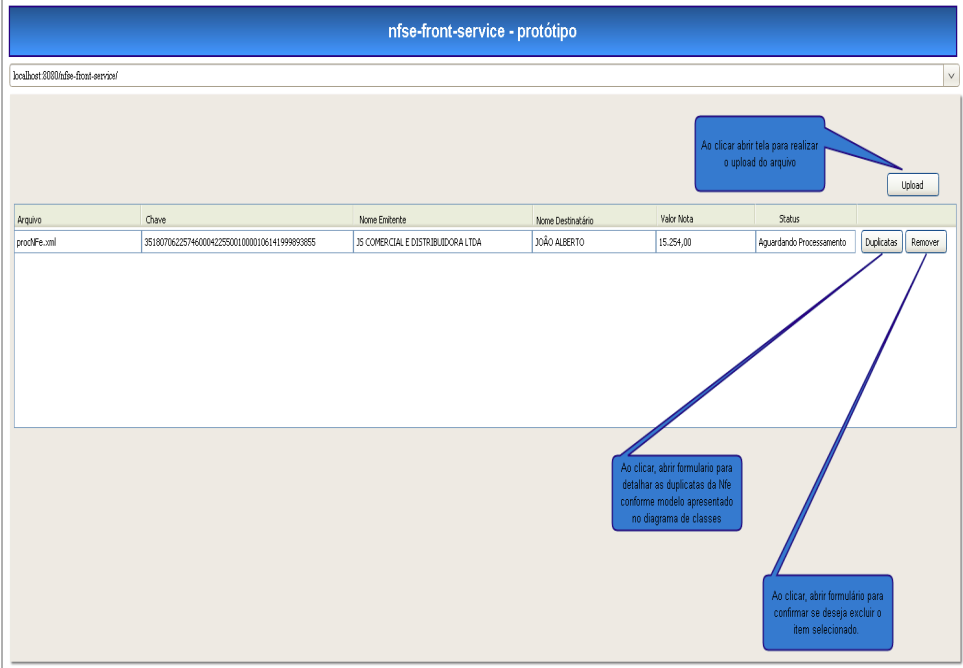 nfse-front-service - protótipo
localhost:8080/nfse-front-service/
Ao clicar abrir tela para realizar
o upload do arquivo
Upload
Arquivo Chave Nome Emitente Nome Destinatário Valor Nota Status
procNFe.xml 35180706225746000422550010000106141999893855 JS COMERCIAL E DISTRIBUIDORA LTDA JOÃO ALBERTO 15.254,00 Aguardando Processamento Duplicatas Remover
Ao clicar, abrir formulario para
detalhar as duplicatas da Nfe
conforme modelo apresentado
no diagrama de classes
Ao clicar, abrir formulário para
confirmar se deseja excluir o
item selecionado.